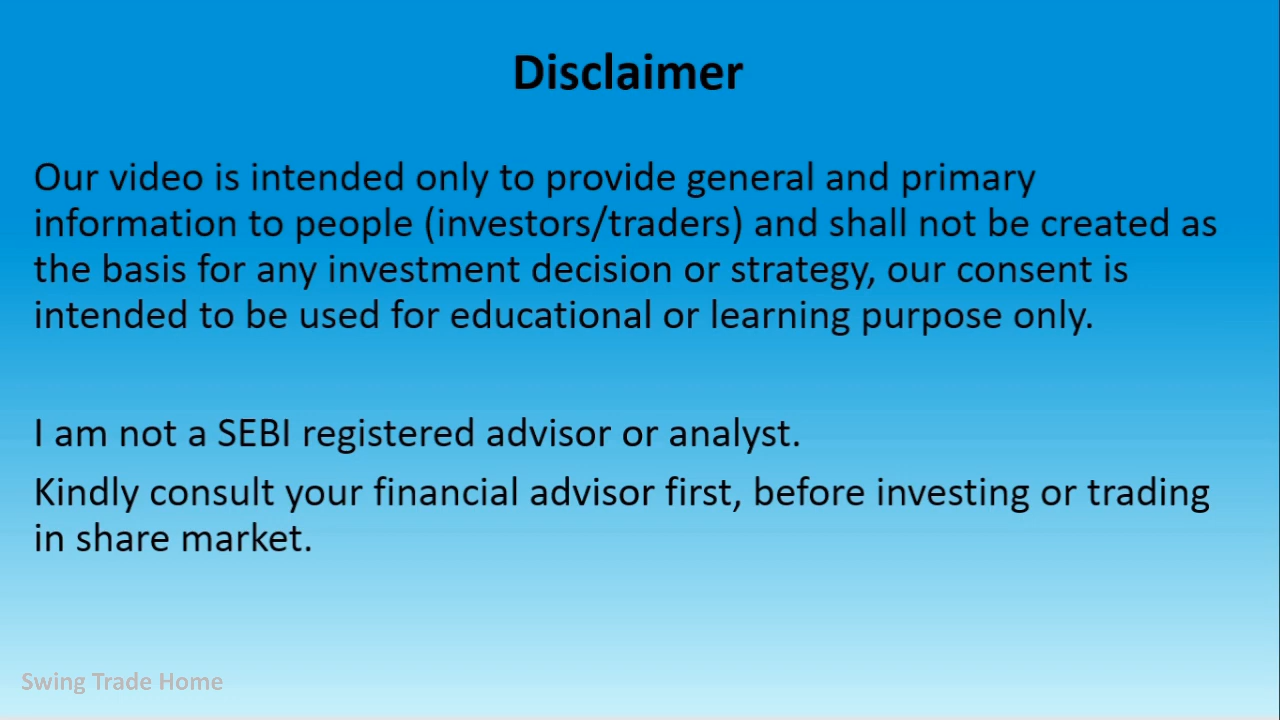 Disclaimer
Our video is intended only to provide general and primary
information to people (investors/traders) and shall not be created as
the basis for any investment decision or strategy, our consent is
intended to be used for educational or learning purpose only.
I am not a SEBI registered advisor or analyst.
Kindly consult your financial advisor first, before investing or trading
in share market.
Swing Trade Home